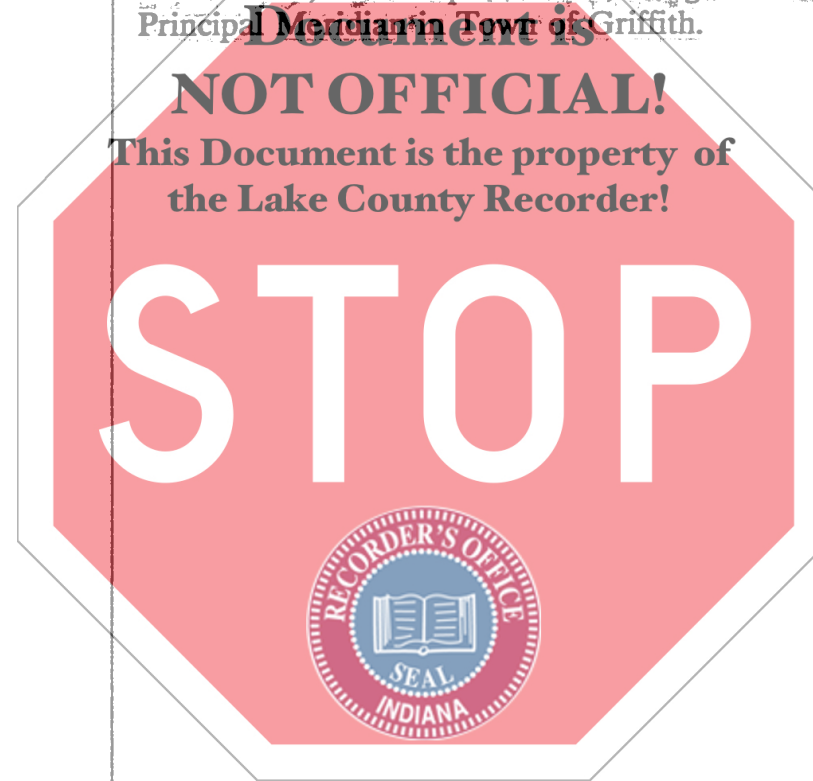 Principal Meridian in Town of Griffith.
Document is
NOT OFFICIAL!
This Document is the property of
the Lake County Recorder!
STOP
RECORDER'S OFFICE
SEAL
INDIANA